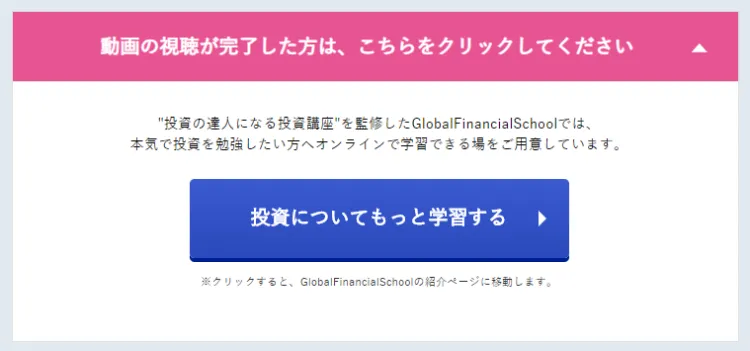 動画の視聴が完了した方は、こちらをクリックしてください
"投資の達人になる投資講座"を監修したGlobalFinancialSchoolでは、
本気で投資を勉強したい方へオンラインで学習できる場をご用意しています。
投資についてもっと学習する
※クリックすると、GlobalFinancialSchoolの紹介ページに移動します。